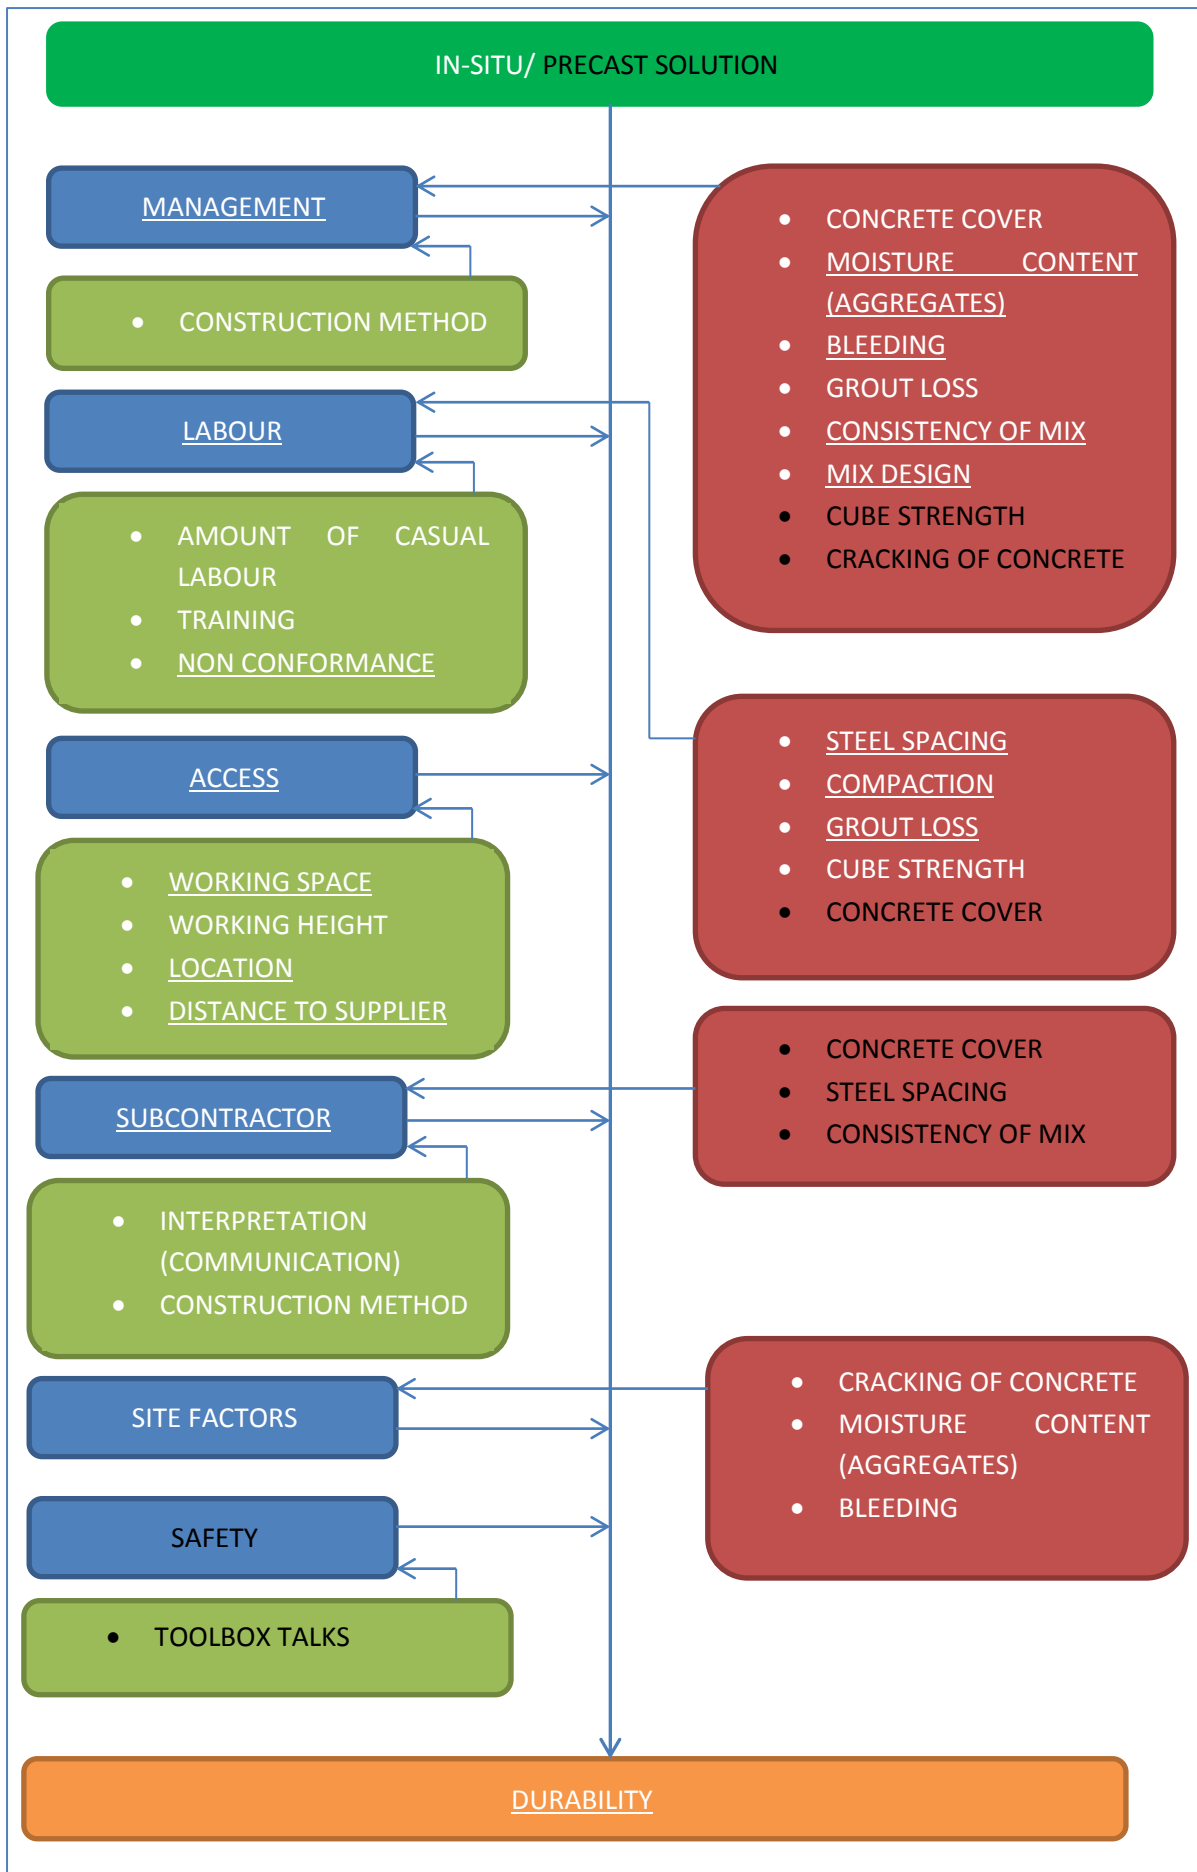 IN-SITU/ PRECAST SOLUTION
MANAGEMENT
• CONSTRUCTION METHOD
LABOUR
• AMOUNT OF CASUAL
LABOUR
• TRAINING
• NON CONFORMANCE
ACCESS
• WORKING SPACE
• WORKING HEIGHT
• LOCATION
• DISTANCE TO SUPPLIER
SUBCONTRACTOR
• INTERPRETATION
(COMMUNICATION)
• CONSTRUCTION METHOD
SITE FACTORS
SAFETY
• TOOLBOX TALKS
• CONCRETE COVER
• MOISTURE CONTENT
(AGGREGATES)
• BLEEDING
• GROUT LOSS
• CONSISTENCY OF MIX
• MIX DESIGN
• CUBE STRENGTH
• CRACKING OF CONCRETE
• STEEL SPACING
• COMPACTION
• GROUT LOSS
• CUBE STRENGTH
• CONCRETE COVER
• CONCRETE COVER
• STEEL SPACING
• CONSISTENCY OF MIX
• CRACKING OF CONCRETE
• MOISTURE CONTENT
(AGGREGATES)
• BLEEDING
DURABILITY